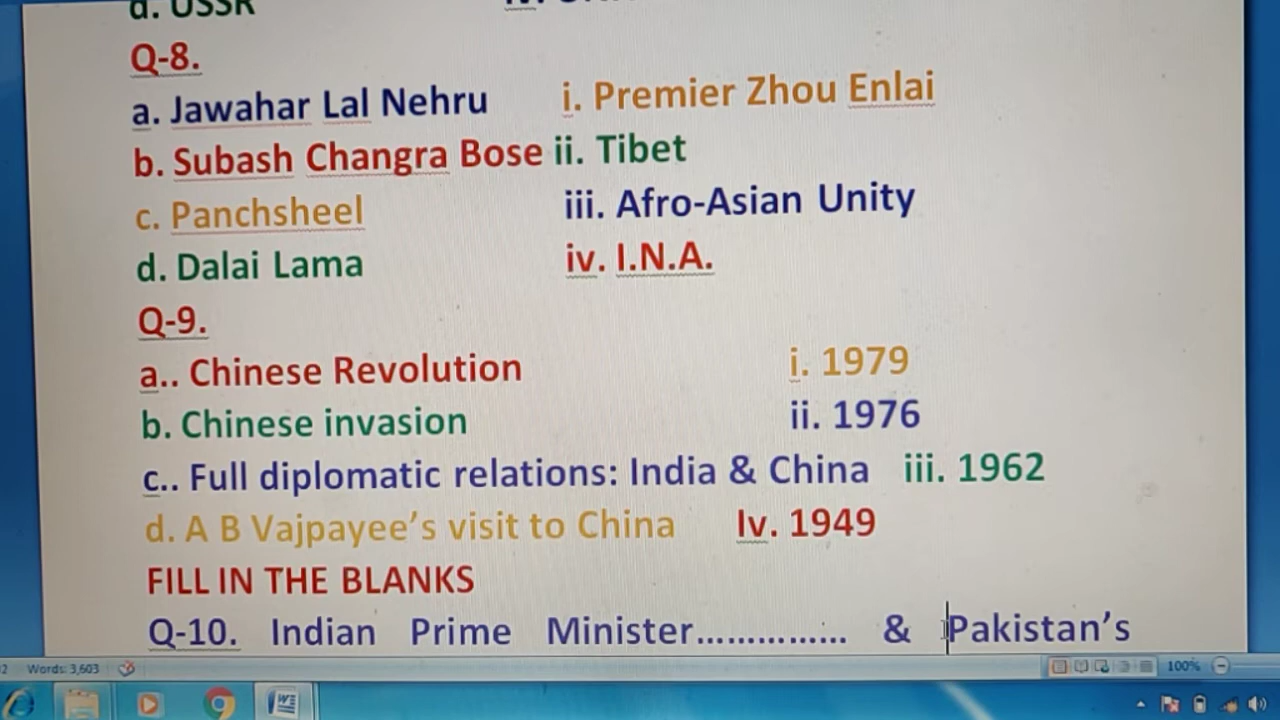 d. USSR
Q-8.
a. Jawahar Lal Nehru i. Premier Zhou Enlai
b. Subash Changra Bose ii. Tibet
c. Panchsheel iii. Afro-Asian Unity
d. Dalai Lama iv. I.N.A.
Q-9.
a.. Chinese Revolution i. 1979
b. Chinese invasion ii. 1976
c.. Full diplomatic relations: India & China iii. 1962
d. A B Vajpayee’s visit to China Iv. 1949
FILL IN THE BLANKS
Q-10. Indian Prime Minister…………… & Pakistan’s
Words: 3,603 100%